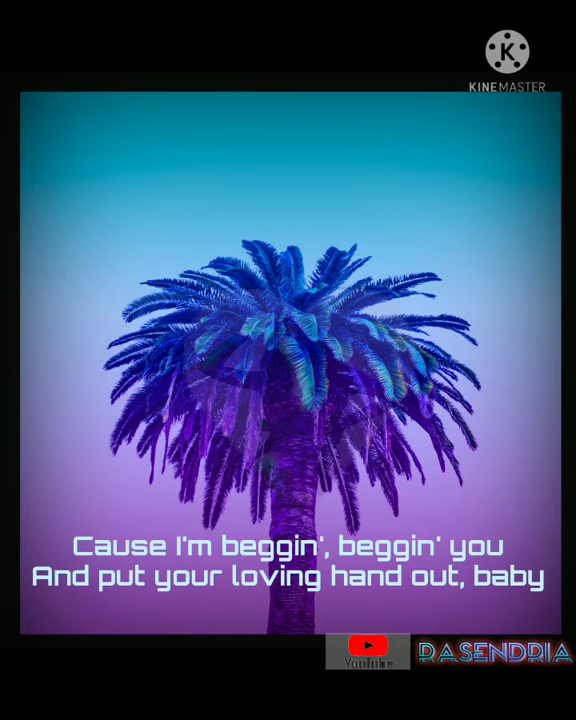 K
KINEMASTER
Cause I'm beggin', beggin' you
And put your loving hand out, baby
YouTube
RASENDRIA